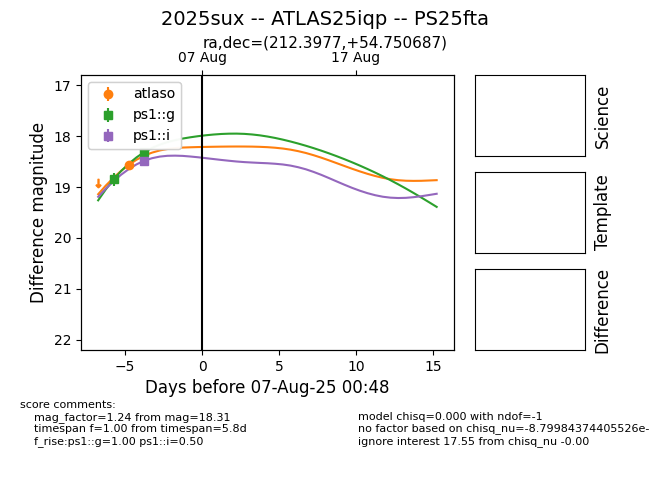 2025sux -- ATLAS25iqp -- PS25fta
ra,dec=(212.3977,+54.750687)
07 Aug
17 Aug
17
18
19
20
21
22
Difference magnitude
atlaso
ps1::g
ps1::i
−5
0
5
10
15
Days before 07-Aug-25 00:48
Science
Template
Difference
score comments:
mag_factor=1.24 from mag=18.31
timespan f=1.00 from timespan=5.8d
f_rise:ps1::g=1.00 ps1::i=0.50
model chisq=0.000 with ndof=-1
no factor based on chisq_nu=-8.79984374405526e-
ignore interest 17.55 from chisq_nu -0.00